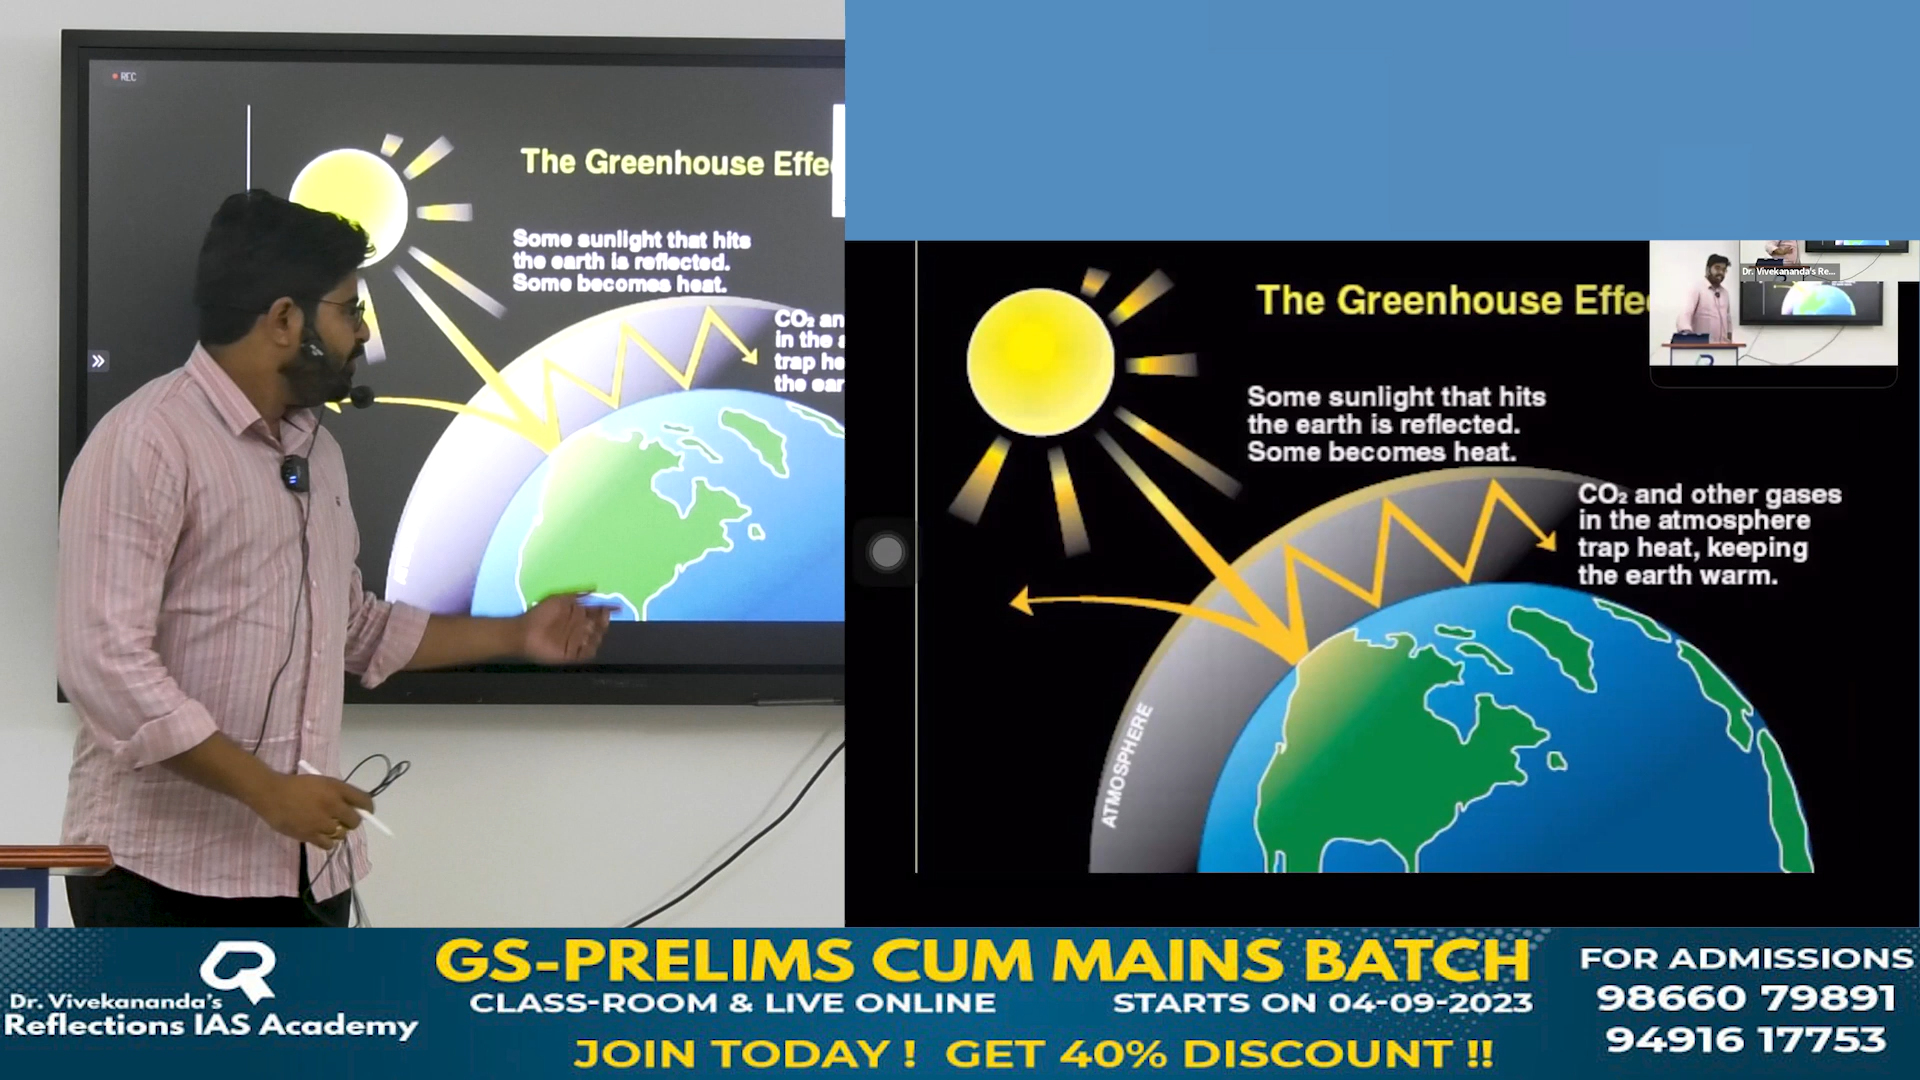 REC
The Greenhouse Effe
Some sunlight that hits
the earth is reflected.
Some becomes heat.
CO₂ an
in the a
trap he
the ear
The Greenhouse Effe
Some sunlight that hits
the earth is reflected.
Some becomes heat.
CO₂ and other gases
in the atmosphere
trap heat, keeping
the earth warm.
ATMOSPHERE
Dr. Vivekananda's Re...
Dr. Vivekananda's
Reflections IAS Academy
GS-PRELIMS CUM MAINS BATCH
CLASS-ROOM & LIVE ONLINE STARTS ON 04-09-2023
JOIN TODAY ! GET 40% DISCOUNT !!
FOR ADMISSIONS
98660 79891
94916 17753